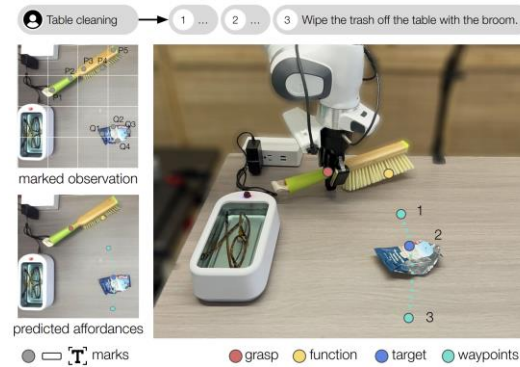 Table cleaning
1 ...
2 ...
3 Wipe the trash off the table with the broom.
P5
P3 P4
P2
P1
Q1 Q2 Q3
Q4
marked observation
predicted affordances
1
2
3
[T] marks
grasp
function
target
waypoints